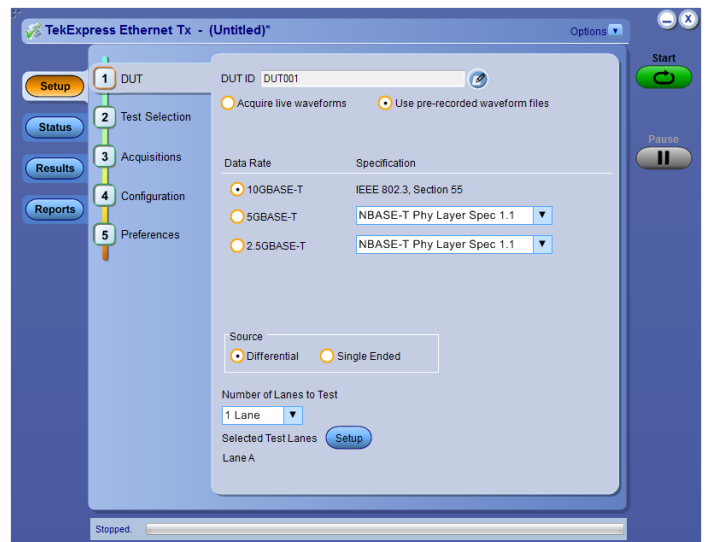 TekExpress Ethernet Tx - (Untitled)*
Options
Start
Pause
Setup
Status
Results
Reports
1 DUT
2 Test Selection
3 Acquisitions
4 Configuration
5 Preferences
DUT ID DUT001
Acquire live waveforms Use pre-recorded waveform files
Data Rate Specification
10GBASE-T IEEE 802.3, Section 55
5GBASE-T NBASE-T Phy Layer Spec 1.1
2.5GBASE-T NBASE-T Phy Layer Spec 1.1
Source
Differential Single Ended
Number of Lanes to Test
1 Lane
Selected Test Lanes Setup
Lane A
Stopped.